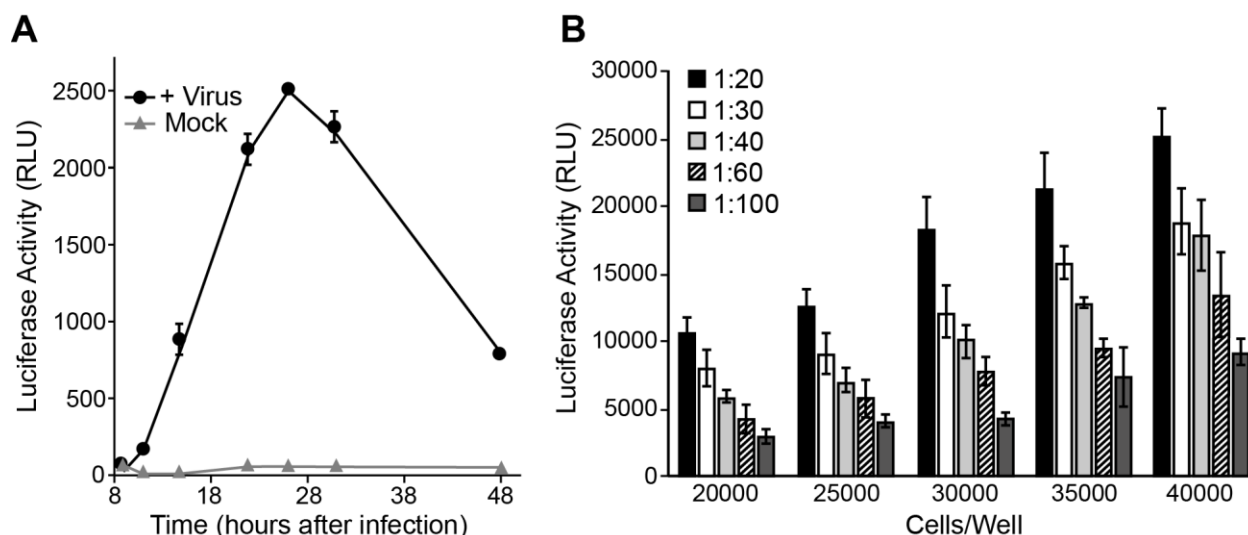 A
Luciferase Activity (RLU)
2500
2000
1500
1000
500
0
+ Virus
Mock
8 18 28 38 48
Time (hours after infection)
B
Luciferase Activity (RLU)
30000
25000
20000
15000
10000
5000
0
1:20
1:30
1:40
1:60
1:100
20000 25000 30000 35000 40000
Cells/Well